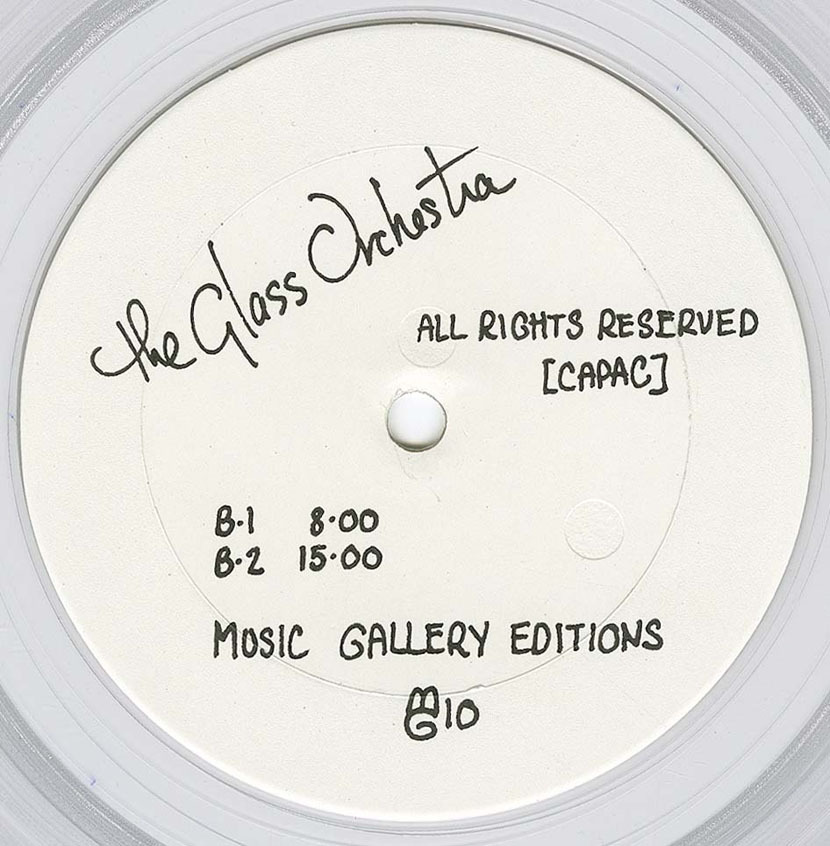 the Glass Orchestra
ALL RIGHTS RESERVED
[CAPAC]
B·1 8·00
B·2 15·00
MUSIC GALLERY EDITIONS
MG10